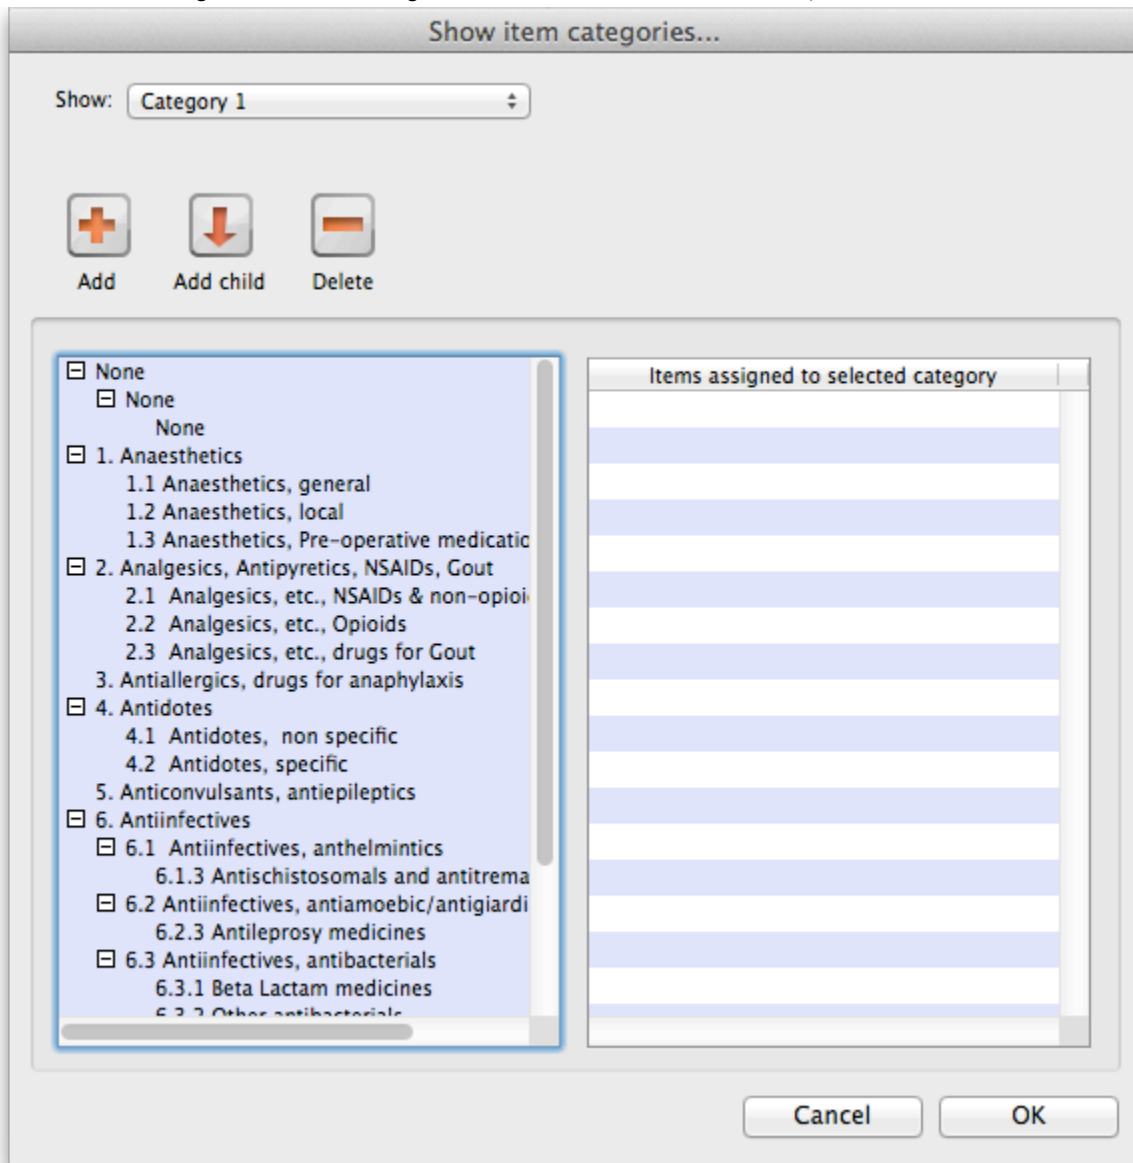 Show item categories...
Show: Category 1
Add Add child Delete
None
None
None
1. Anaesthetics
1.1 Anaesthetics, general
1.2 Anaesthetics, local
1.3 Anaesthetics, Pre-operative medicatio
2. Analgesics, Antipyretics, NSAIDs, Gout
2.1 Analgesics, etc., NSAIDs & non-opioi
2.2 Analgesics, etc., Opioids
2.3 Analgesics, etc., drugs for Gout
3. Antiallergics, drugs for anaphylaxis
4. Antidotes
4.1 Antidotes, non specific
4.2 Antidotes, specific
5. Anticonvulsants, antiepileptics
6. Antiinfectives
6.1 Antiinfectives, anthelmintics
6.1.3 Antischistosomals and antitrema
6.2 Antiinfectives, antiamoebic/antigiardi
6.2.3 Antileprosy medicines
6.3 Antiinfectives, antibacterials
6.3.1 Beta Lactam medicines
6.3.2 Other antibacterials
Items assigned to selected category
Cancel OK